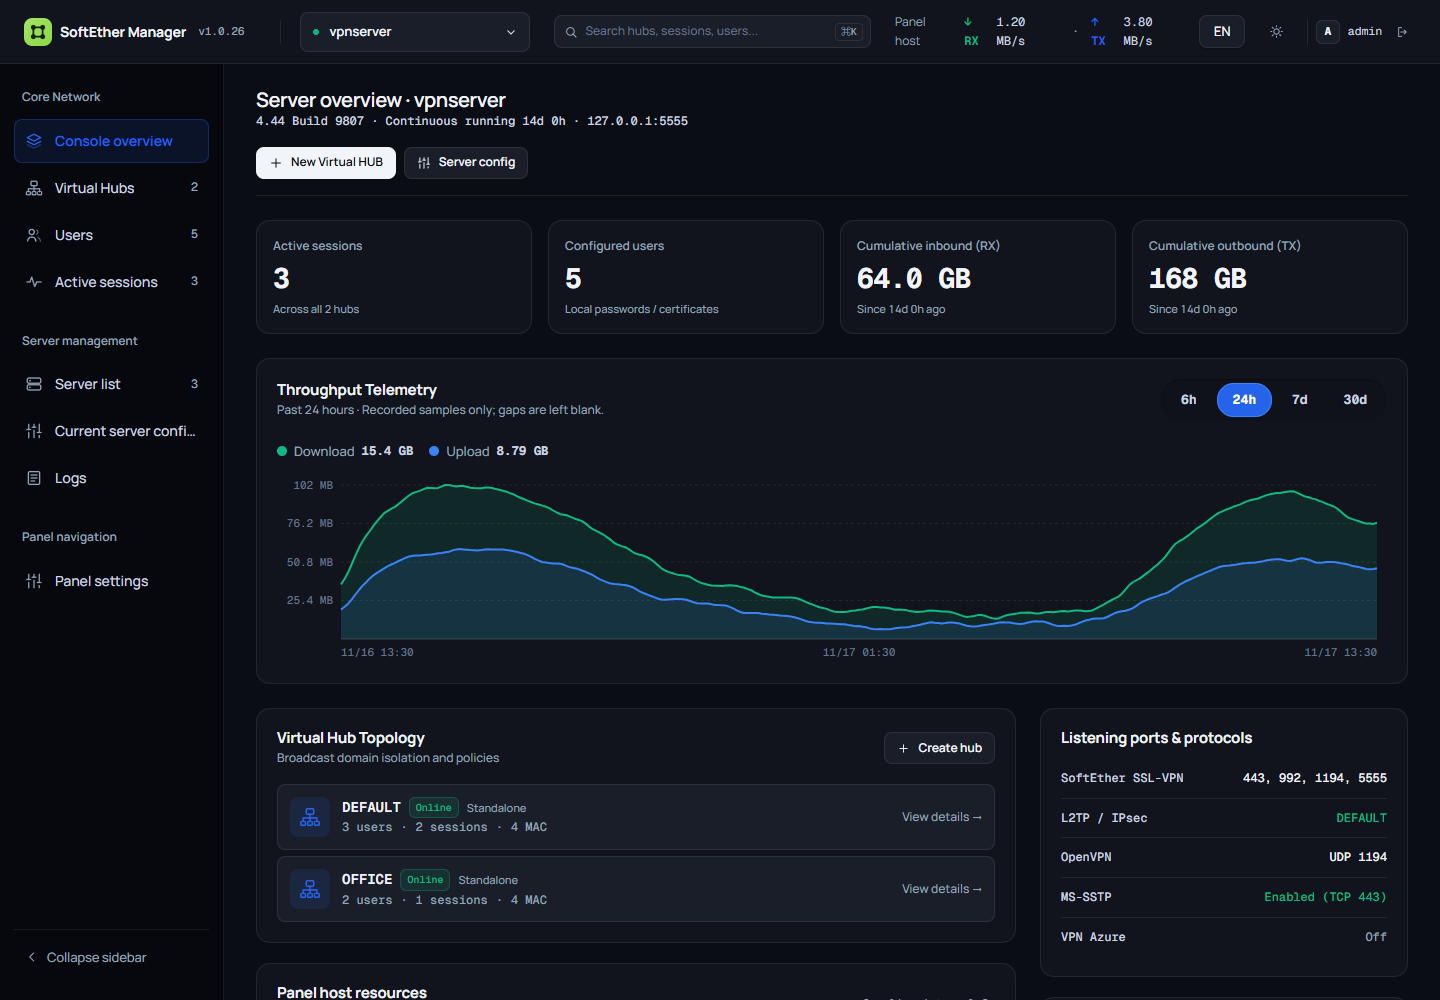 SoftEther Manager v1.0.26
vpnserver
Search hubs, sessions, users... ⌘K
Panel host
↓ RX 1.20 MB/s · ↑ TX 3.80 MB/s
EN
A admin
Core Network
Console overview
Virtual Hubs 2
Users 5
Active sessions 3
Server management
Server list 3
Current server confi...
Logs
Panel navigation
Panel settings
Collapse sidebar
Server overview · vpnserver
4.44 Build 9807 · Continuous running 14d 0h · 127.0.0.1:5555
New Virtual HUB
Server config
Active sessions
3
Across all 2 hubs
Configured users
5
Local passwords / certificates
Cumulative inbound (RX)
64.0 GB
Since 14d 0h ago
Cumulative outbound (TX)
168 GB
Since 14d 0h ago
Throughput Telemetry
Past 24 hours · Recorded samples only; gaps are left blank.
6h 24h 7d 30d
Download 15.4 GB Upload 8.79 GB
102 MB
76.2 MB
50.8 MB
25.4 MB
11/16 13:30 11/17 01:30 11/17 13:30
Virtual Hub Topology
Broadcast domain isolation and policies
Create hub
DEFAULT Online Standalone
3 users · 2 sessions · 4 MAC
View details →
OFFICE Online Standalone
2 users · 1 sessions · 4 MAC
View details →
Listening ports & protocols
SoftEther SSL-VPN 443, 992, 1194, 5555
L2TP / IPsec DEFAULT
OpenVPN UDP 1194
MS-SSTP Enabled (TCP 443)
VPN Azure Off
Panel host resources